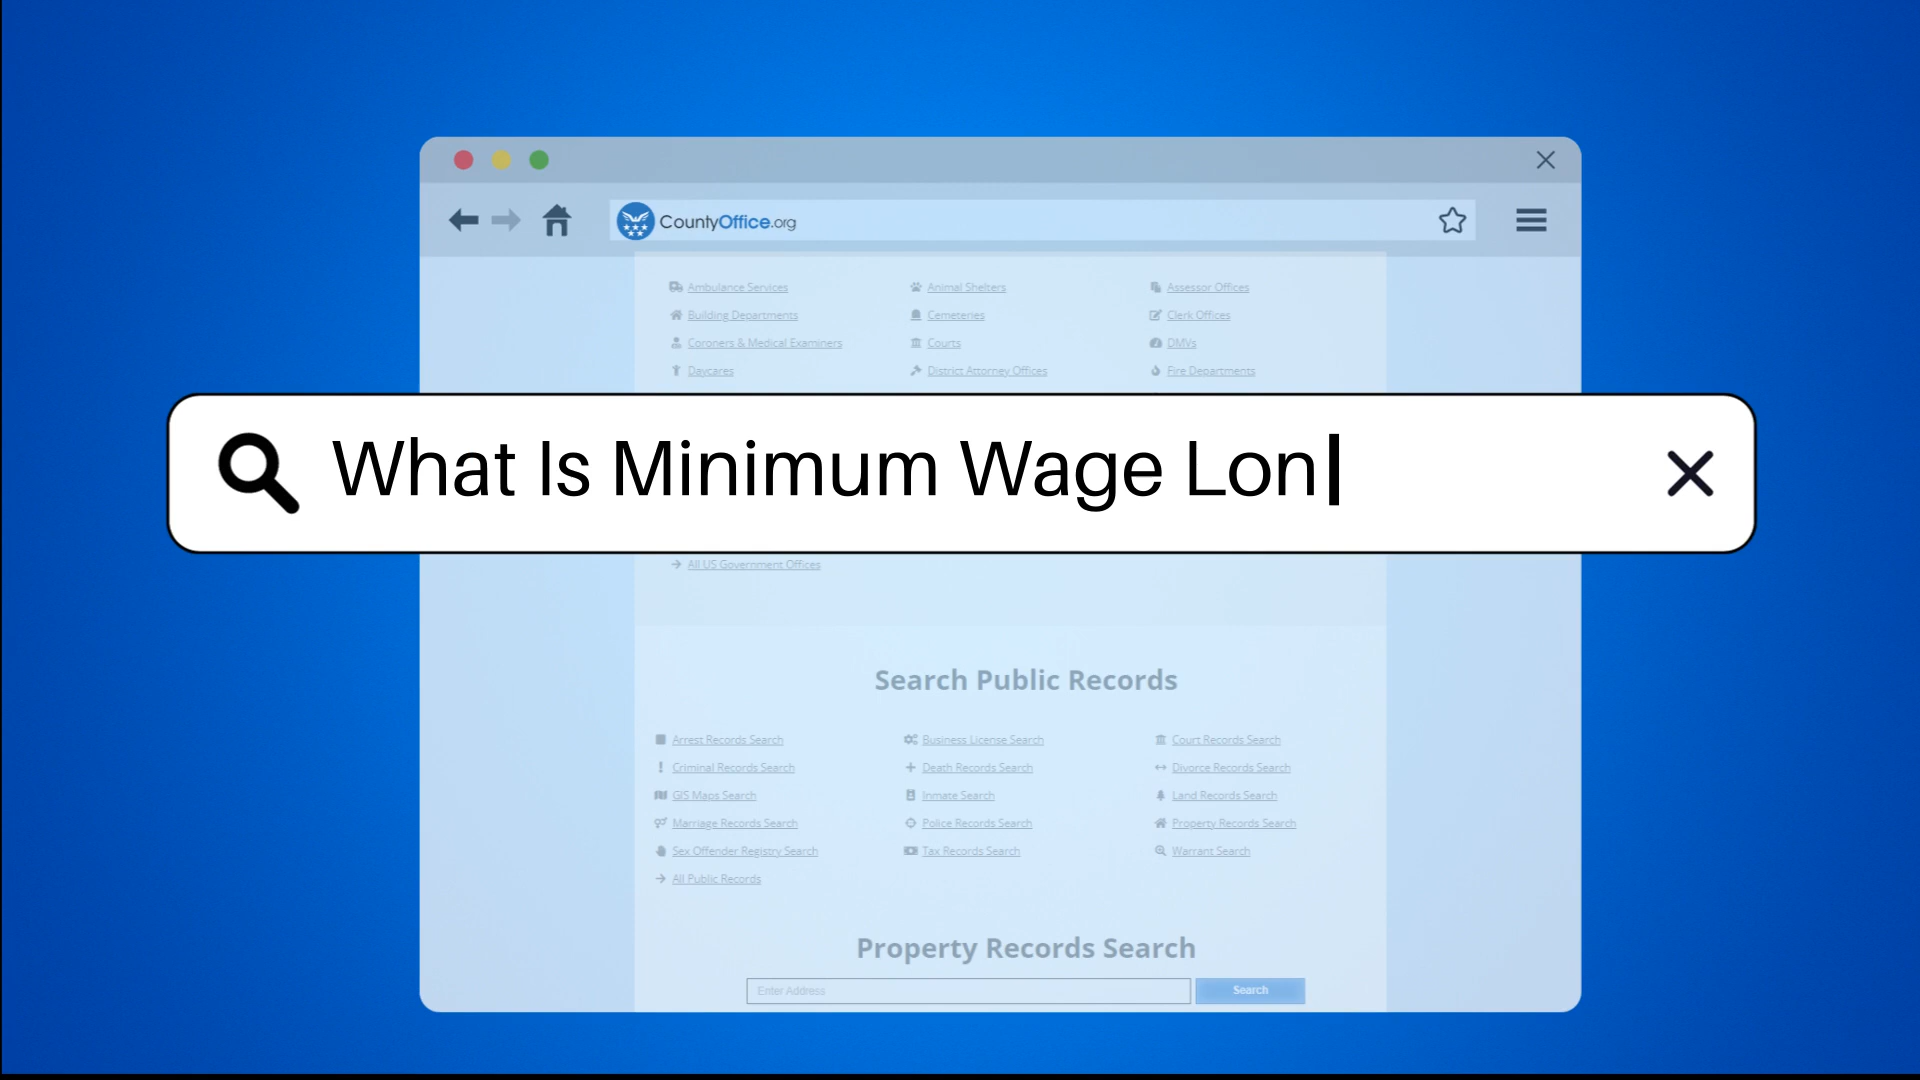 CountyOffice.org
Ambulance Services Animal Shelters Assessor Offices
Building Departments Cemeteries Clerk Offices
Coroners & Medical Examiners Courts DMVs
Daycares District Attorney Offices Fire Departments
What Is Minimum Wage Lon
All US Government Offices
Search Public Records
Arrest Records Search Business License Search Court Records Search
Criminal Records Search Death Records Search Divorce Records Search
GIS Maps Search Inmate Search Land Records Search
Marriage Records Search Police Records Search Property Records Search
Sex Offender Registry Search Tax Records Search Warrant Search
All Public Records
Property Records Search
Enter Address Search